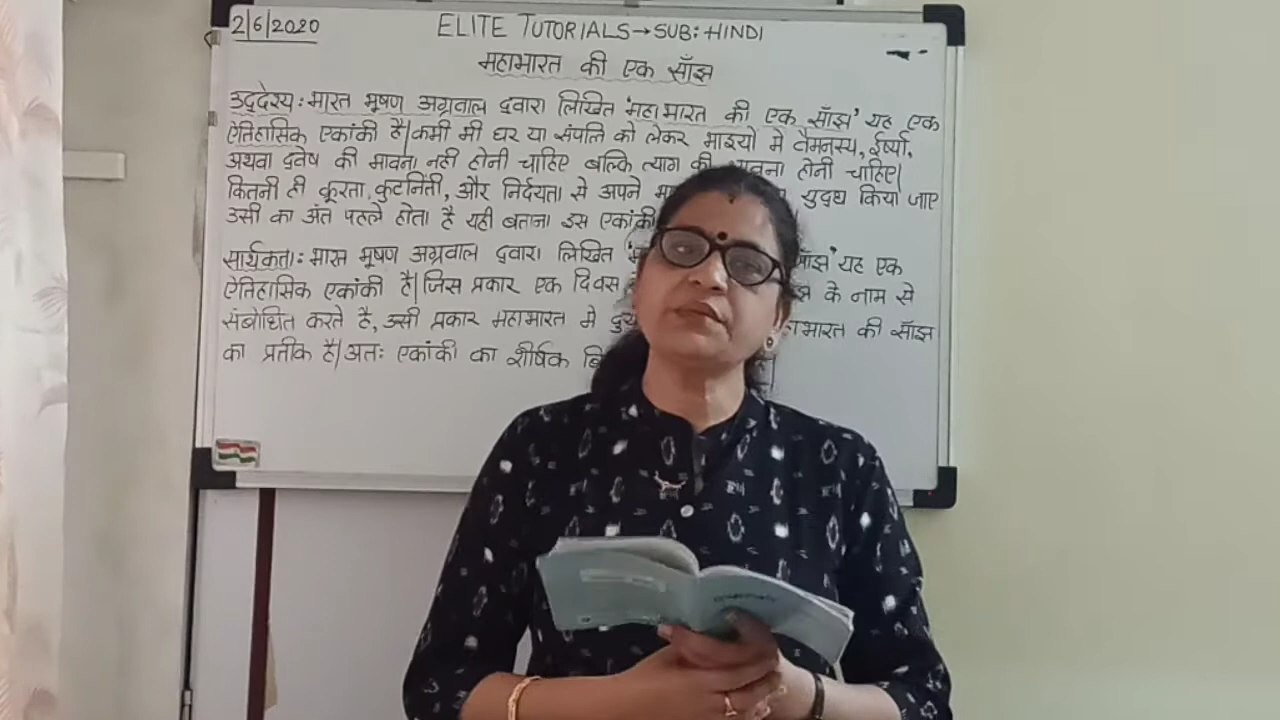 2/6/2020
ELITE TUTORIALS→SUB: HINDI
महाभारत की एक साँझ
उद्देश्य: भारत भूषण अग्रवाल द्वारा लिखित 'महाभारत की एक साँझ' यह एक
ऐतिहासिक एकांकी है|कभी भी घर या संपत्ति को लेकर भाइयो मे वैमनस्य, ईर्ष्या,
अथवा द्वेष की भावना नही होनी चाहिए बल्कि त्याग की होनी चाहिए|
कितनी ही क्रूरता, कुटनिती, और निर्दयता से अपने युद्ध किया जाए
उसी का अंत पहले होता है यही बताना इस एकांकी
सार्थकता: भारत भूषण अग्रवाल द्वारा लिखित साँझ' यह एक
ऐतिहासिक एकांकी है|जिस प्रकार एक दिवस के नाम से
संबोधित करते है, उसी प्रकार महाभारत मे की साँझ
का प्रतीक है|अतः एकांकी का शीर्षक